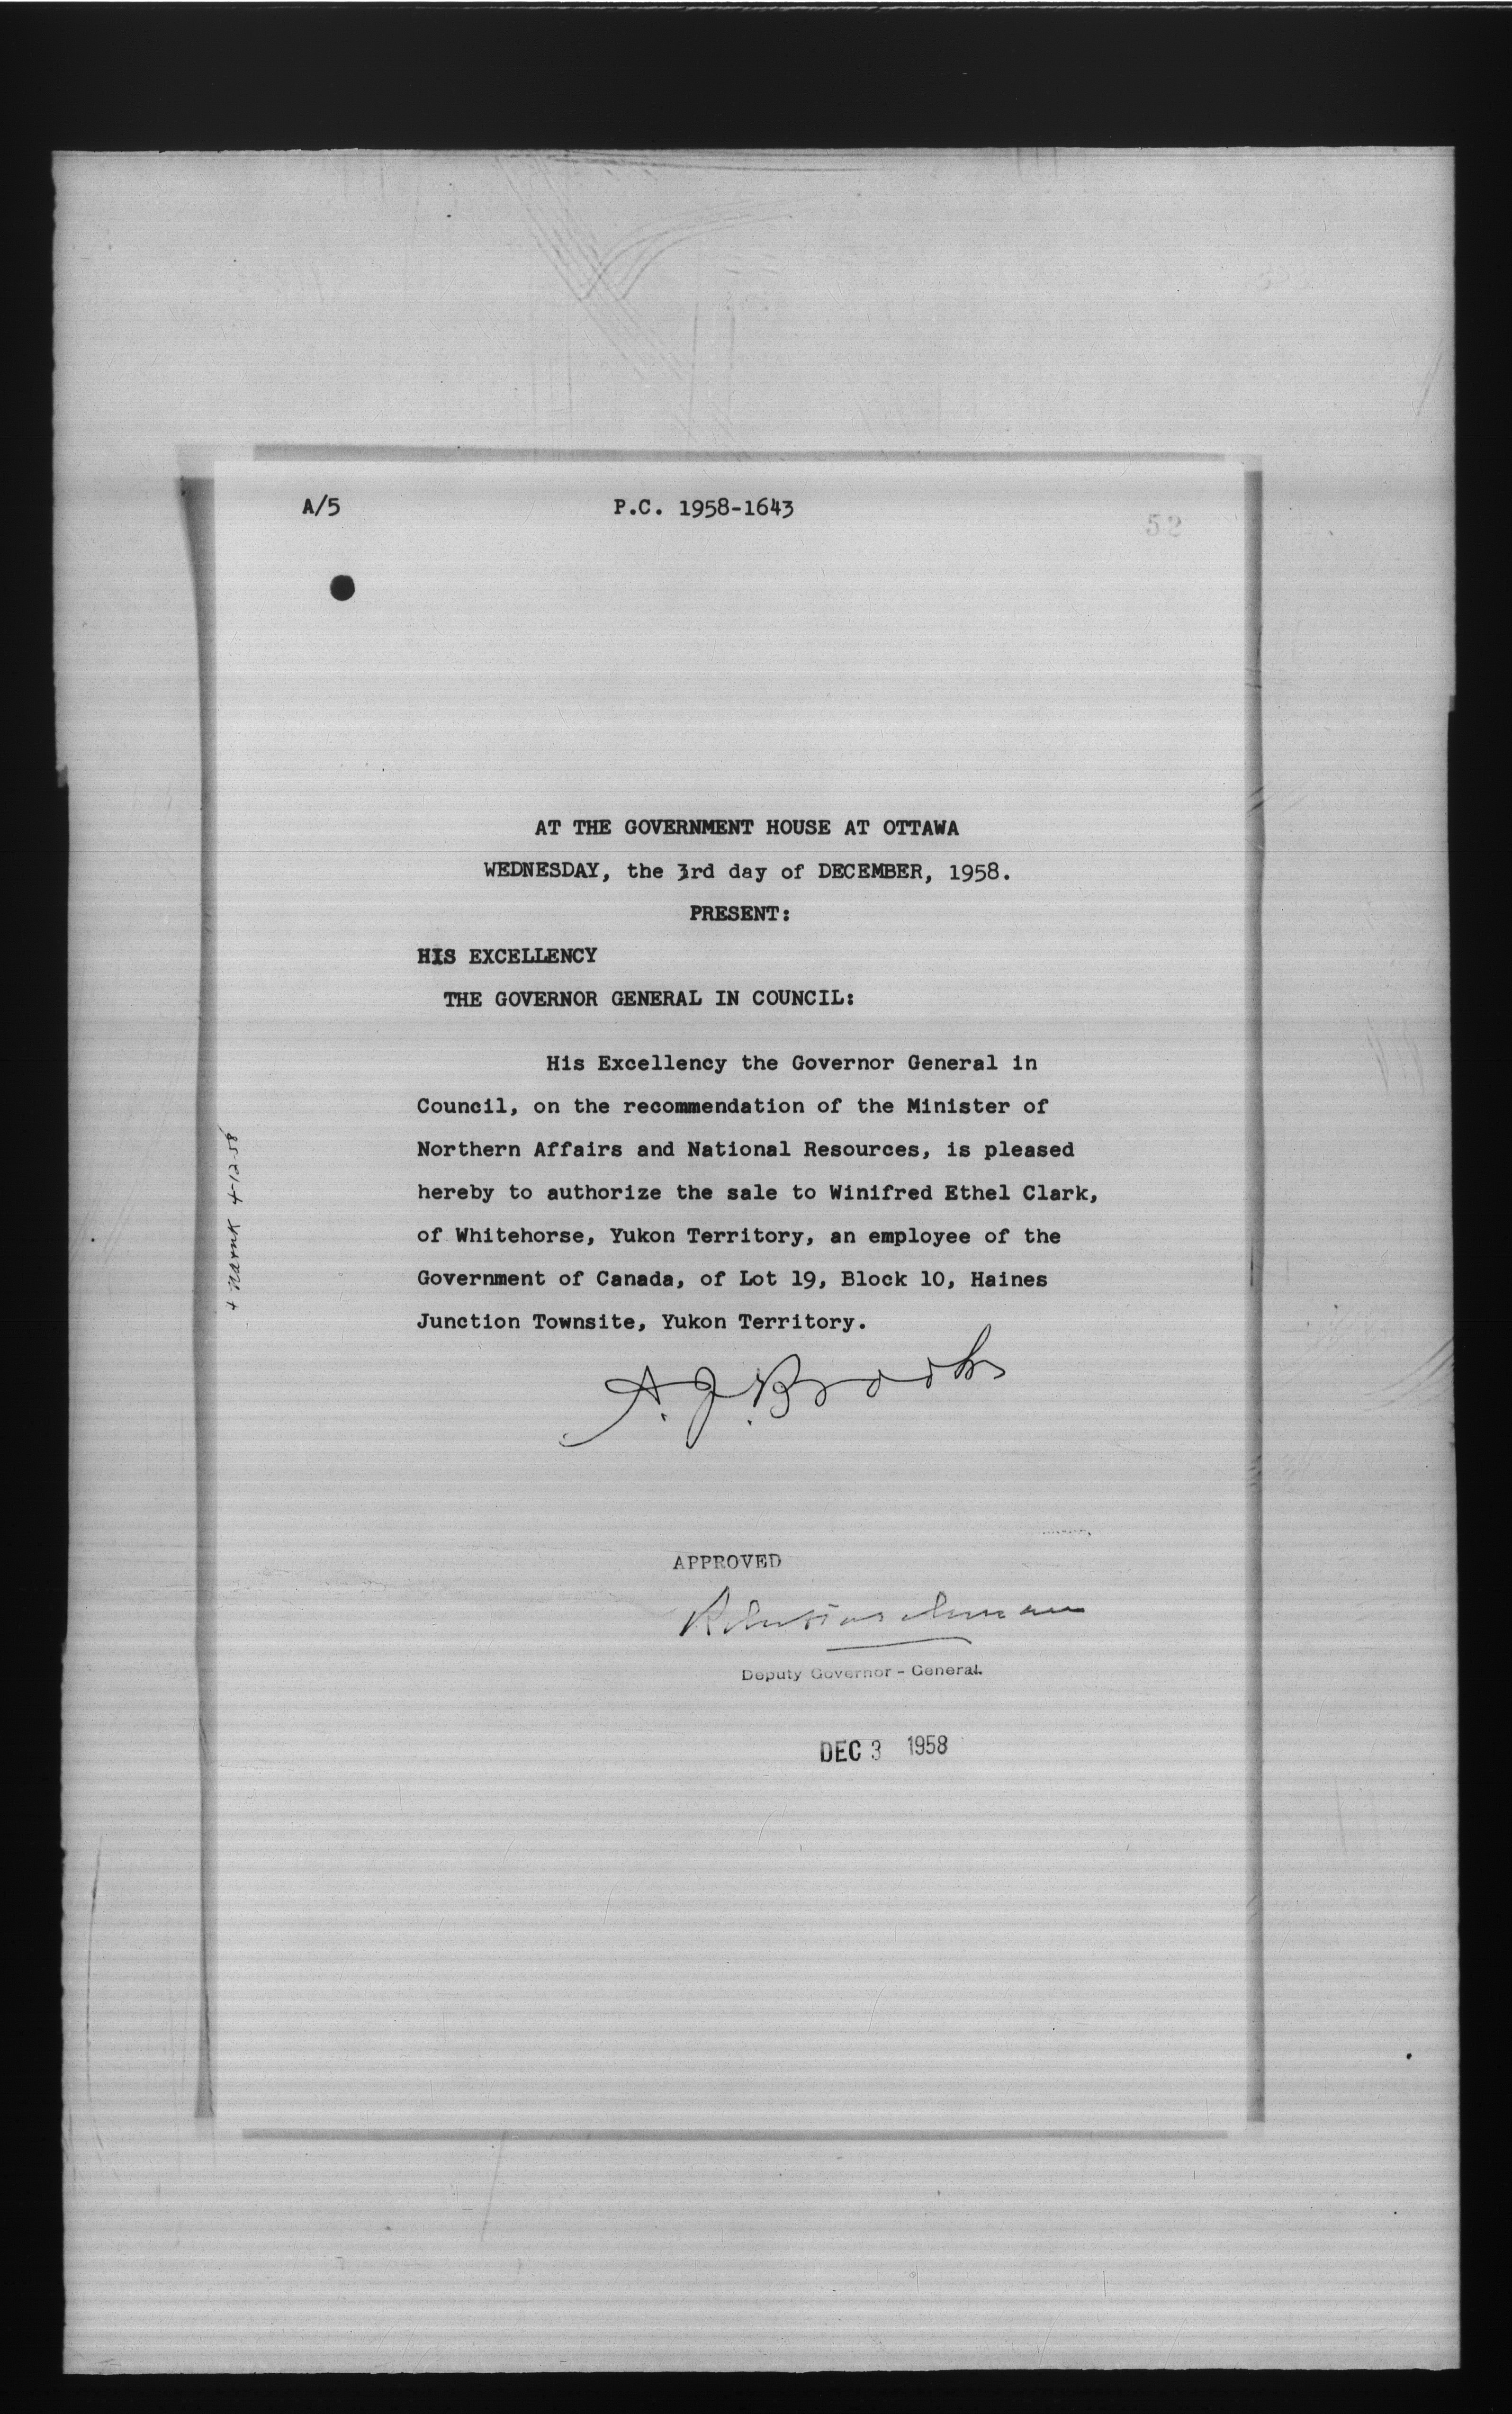 A/5 P.C. 1958-1643
52
AT THE GOVERNMENT HOUSE AT OTTAWA
WEDNESDAY, the 3rd day of DECEMBER, 1958.
PRESENT:
HIS EXCELLENCY
THE GOVERNOR GENERAL IN COUNCIL:
His Excellency the Governor General in
Council, on the recommendation of the Minister of
Northern Affairs and National Resources, is pleased
hereby to authorize the sale to Winifred Ethel Clark,
of Whitehorse, Yukon Territory, an employee of the
Government of Canada, of Lot 19, Block 10, Haines
Junction Townsite, Yukon Territory.
A. J. Brooks
APPROVED
Deputy Governor - General.
DEC 3 1958
4-12-58